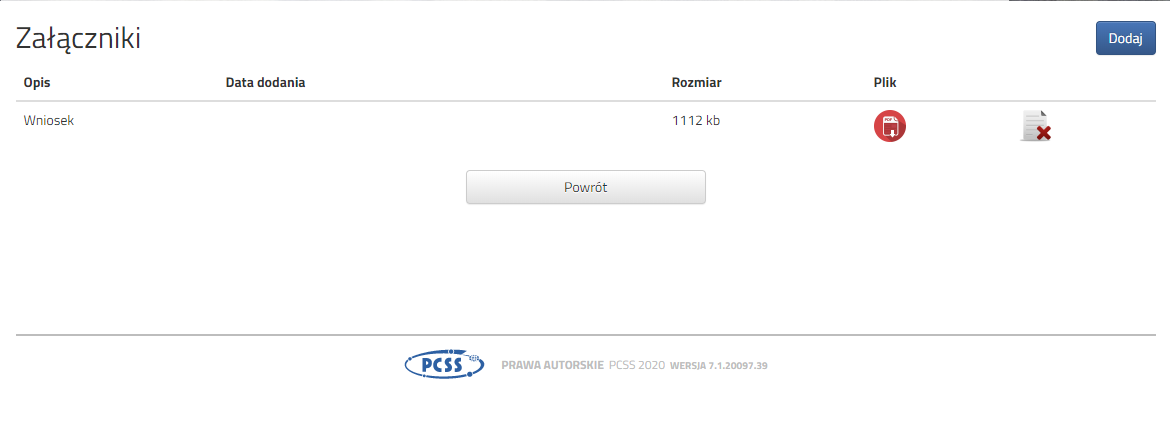 Załączniki
Dodaj
Opis Data dodania Rozmiar Plik
Wniosek 1112 kb PDF
Powrót
PCSS PRAWA AUTORSKIE PCSS 2020 WERSJA 7.1.20097.39